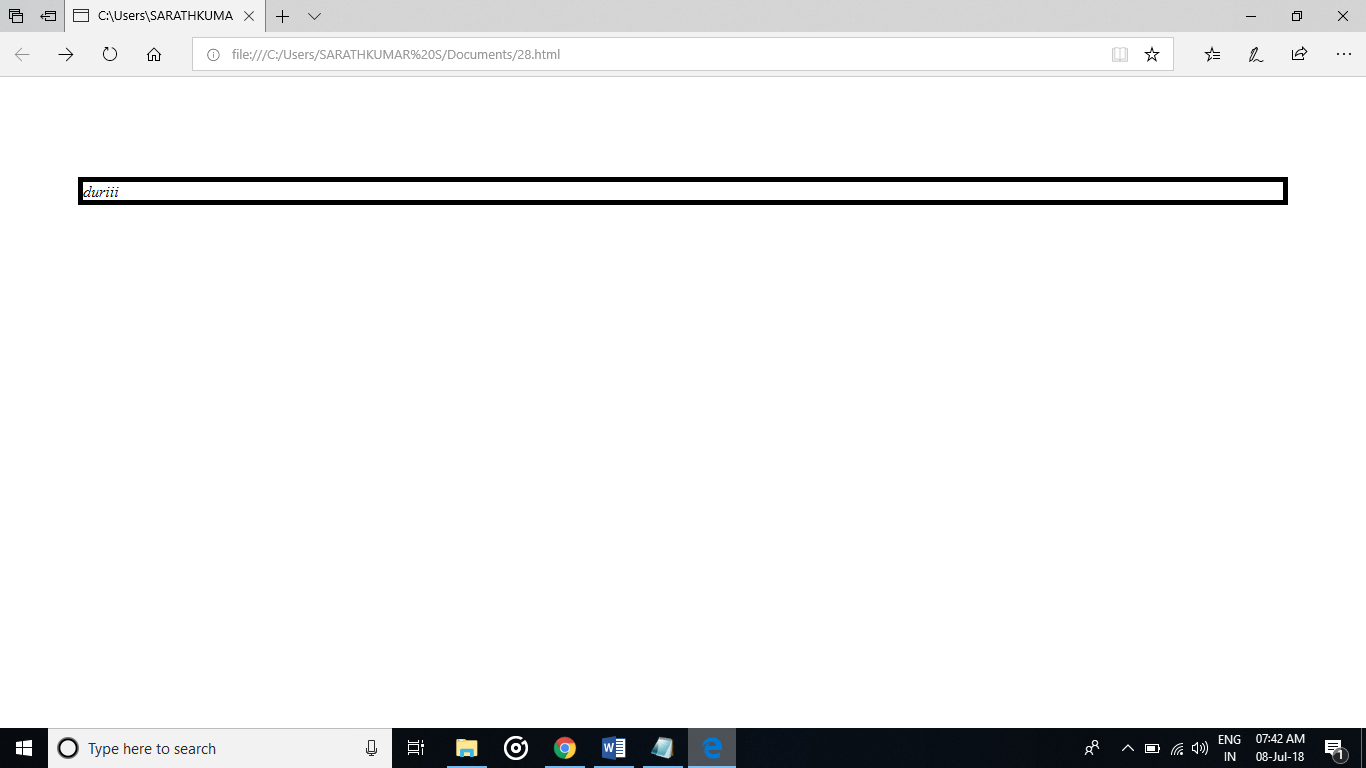 C:\Users\SARATHKUMA
file:///C:/Users/SARATHKUMAR%20S/Documents/28.html
duriii
Type here to search
ENG
IN
07:42 AM
08-Jul-18
1